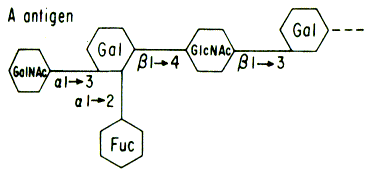 A antigen
Gal
Gal
GalNAc
GlcNAc
α1→3
β1→4
β1→3
α1→2
Fuc